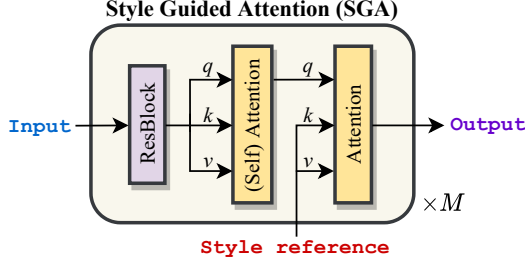 Style Guided Attention (SGA)
Input
ResBlock
q
k
v
(Self) Attention
q
k
v
Attention
Output
×M
Style reference